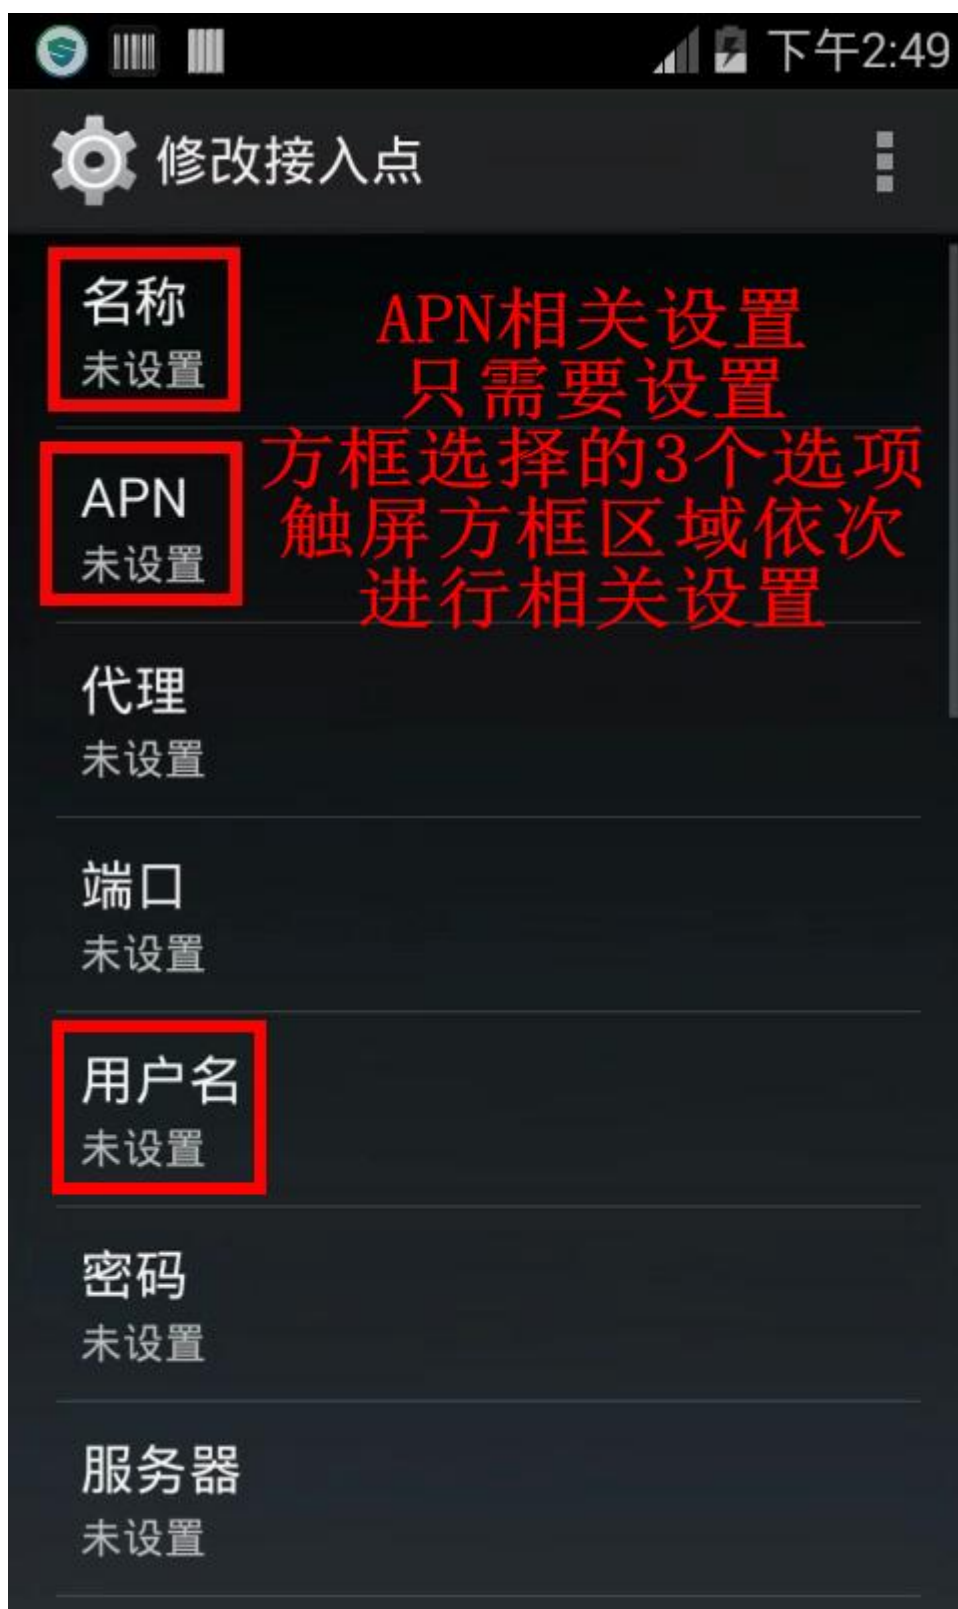 下午2:49
修改接入点
名称
未设置
APN相关设置
只需要设置
方框选择的3个选项
触屏方框区域依次
进行相关设置
APN
未设置
代理
未设置
端口
未设置
用户名
未设置
密码
未设置
服务器
未设置